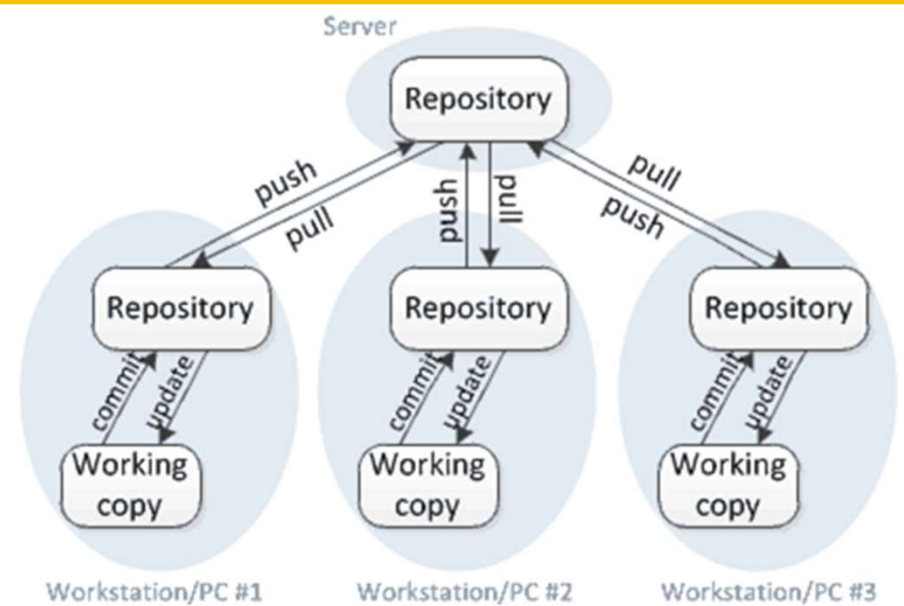 Server
Repository
push
pull
push
pull
pull
push
Repository
Repository
Repository
commit
update
commit
update
commit
update
Working
copy
Working
copy
Working
copy
Workstation/PC #1
Workstation/PC #2
Workstation/PC #3